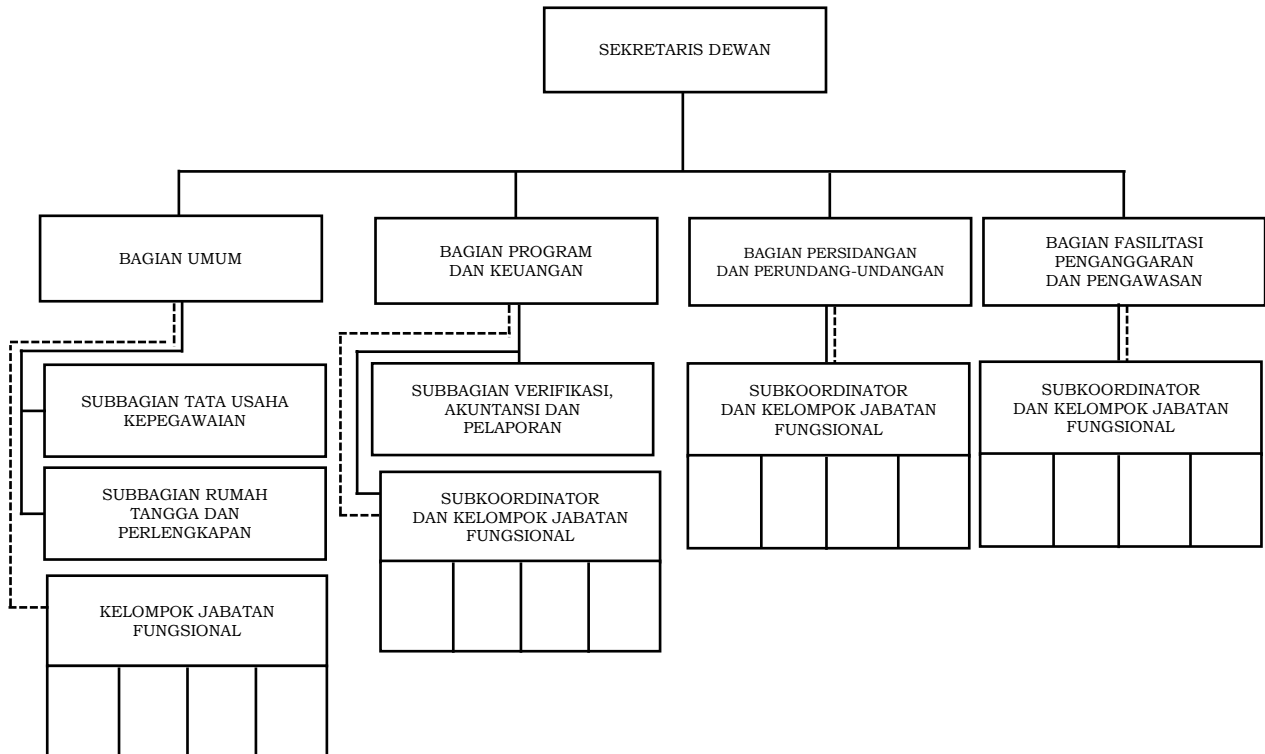 SEKRETARIS DEWAN
BAGIAN UMUM
BAGIAN PROGRAM
DAN KEUANGAN
BAGIAN PERSIDANGAN
DAN PERUNDANG-UNDANGAN
BAGIAN FASILITASI
PENGANGGARAN
DAN PENGAWASAN
SUBBAGIAN TATA USAHA
KEPEGAWAIAN
SUBBAGIAN RUMAH
TANGGA DAN
PERLENGKAPAN
KELOMPOK JABATAN
FUNGSIONAL
SUBBAGIAN VERIFIKASI,
AKUNTANSI DAN
PELAPORAN
SUBKOORDINATOR
DAN KELOMPOK JABATAN
FUNGSIONAL
SUBKOORDINATOR
DAN KELOMPOK JABATAN
FUNGSIONAL
SUBKOORDINATOR
DAN KELOMPOK JABATAN
FUNGSIONAL